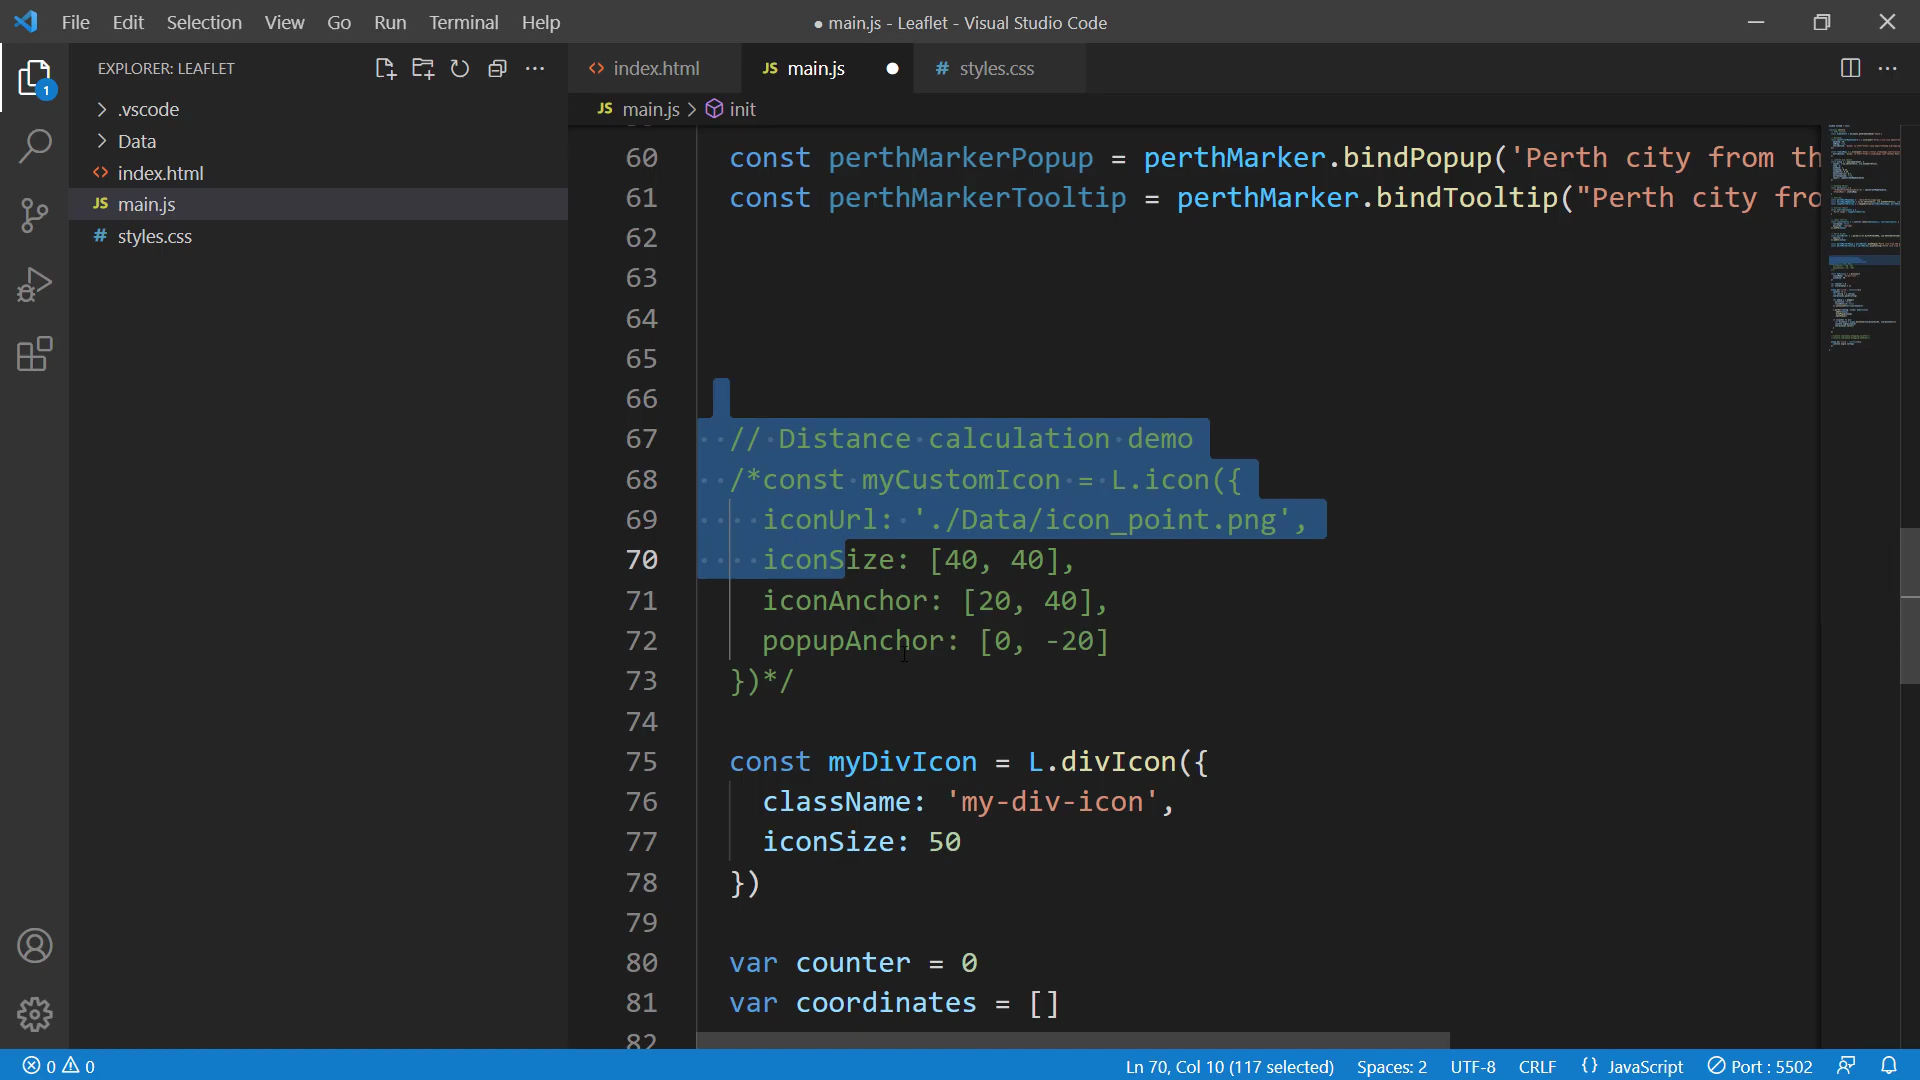 File Edit Selection View Go Run Terminal Help
● main.js - Leaflet - Visual Studio Code
EXPLORER: LEAFLET
index.html
JS main.js
# styles.css
1
.vscode
Data
index.html
JS main.js
# styles.css
JS main.js > init
60 const perthMarkerPopup = perthMarker.bindPopup('Perth city from th
61 const perthMarkerTooltip = perthMarker.bindTooltip("Perth city fro
62
63
64
65
66
67 // Distance calculation demo
68 /*const myCustomIcon = L.icon({
69 iconUrl: './Data/icon_point.png',
70 iconSize: [40, 40],
71 iconAnchor: [20, 40],
72 popupAnchor: [0, -20]
73 })*/
74
75 const myDivIcon = L.divIcon({
76 className: 'my-div-icon',
77 iconSize: 50
78 })
79
80 var counter = 0
81 var coordinates = []
82
0 0
Ln 70, Col 10 (117 selected) Spaces: 2 UTF-8 CRLF {} JavaScript Port : 5502